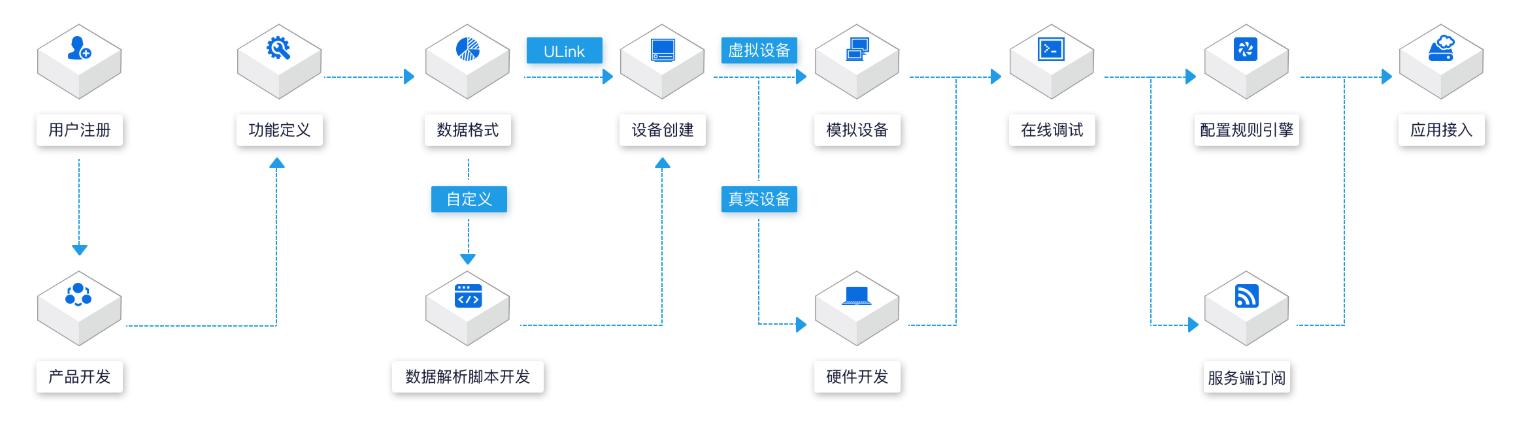 ULink
虚拟设备
用户注册
功能定义
数据格式
设备创建
模拟设备
在线调试
配置规则引擎
应用接入
自定义
真实设备
产品开发
数据解析脚本开发
硬件开发
服务端订阅